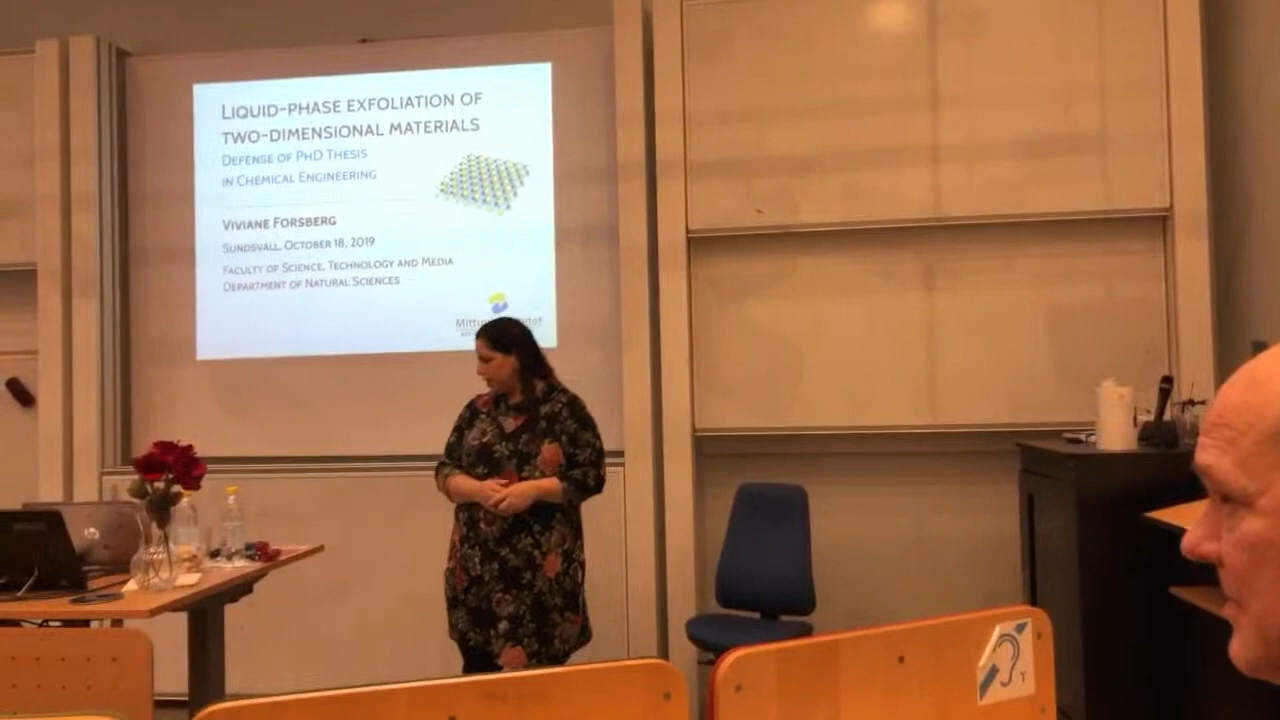 LIQUID-PHASE EXFOLIATION OF
TWO-DIMENSIONAL MATERIALS
DEFENSE OF PHD THESIS
IN CHEMICAL ENGINEERING
VIVIANE FORSBERG
SUNDSVALL, OCTOBER 18, 2019
FACULTY OF SCIENCE, TECHNOLOGY AND MEDIA
DEPARTMENT OF NATURAL SCIENCES
T